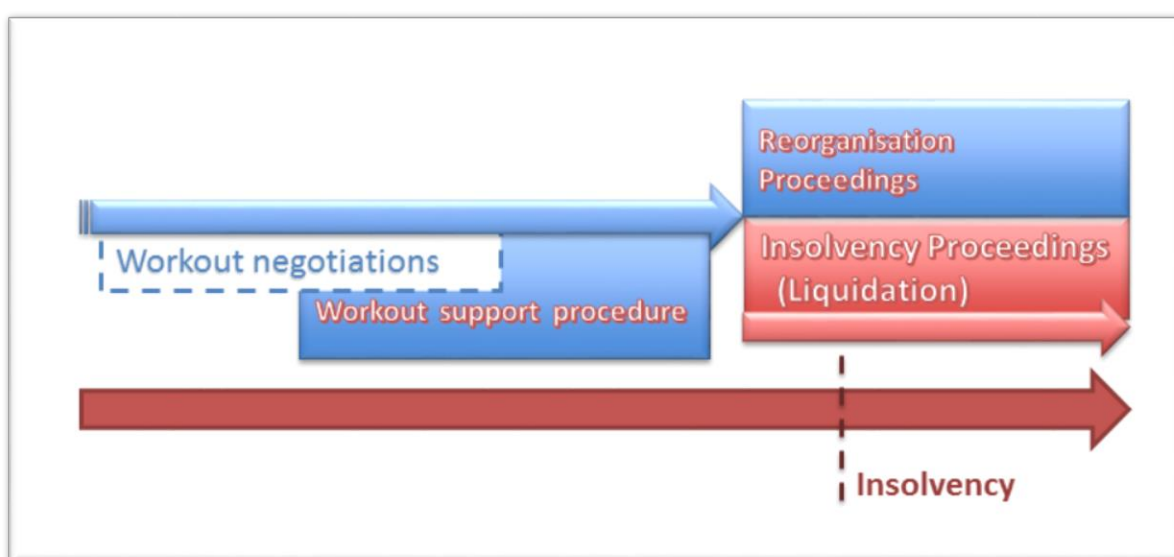 Reorganisation
Proceedings
Workout negotiations
Insolvency Proceedings
(Liquidation)
Workout support procedure
Insolvency